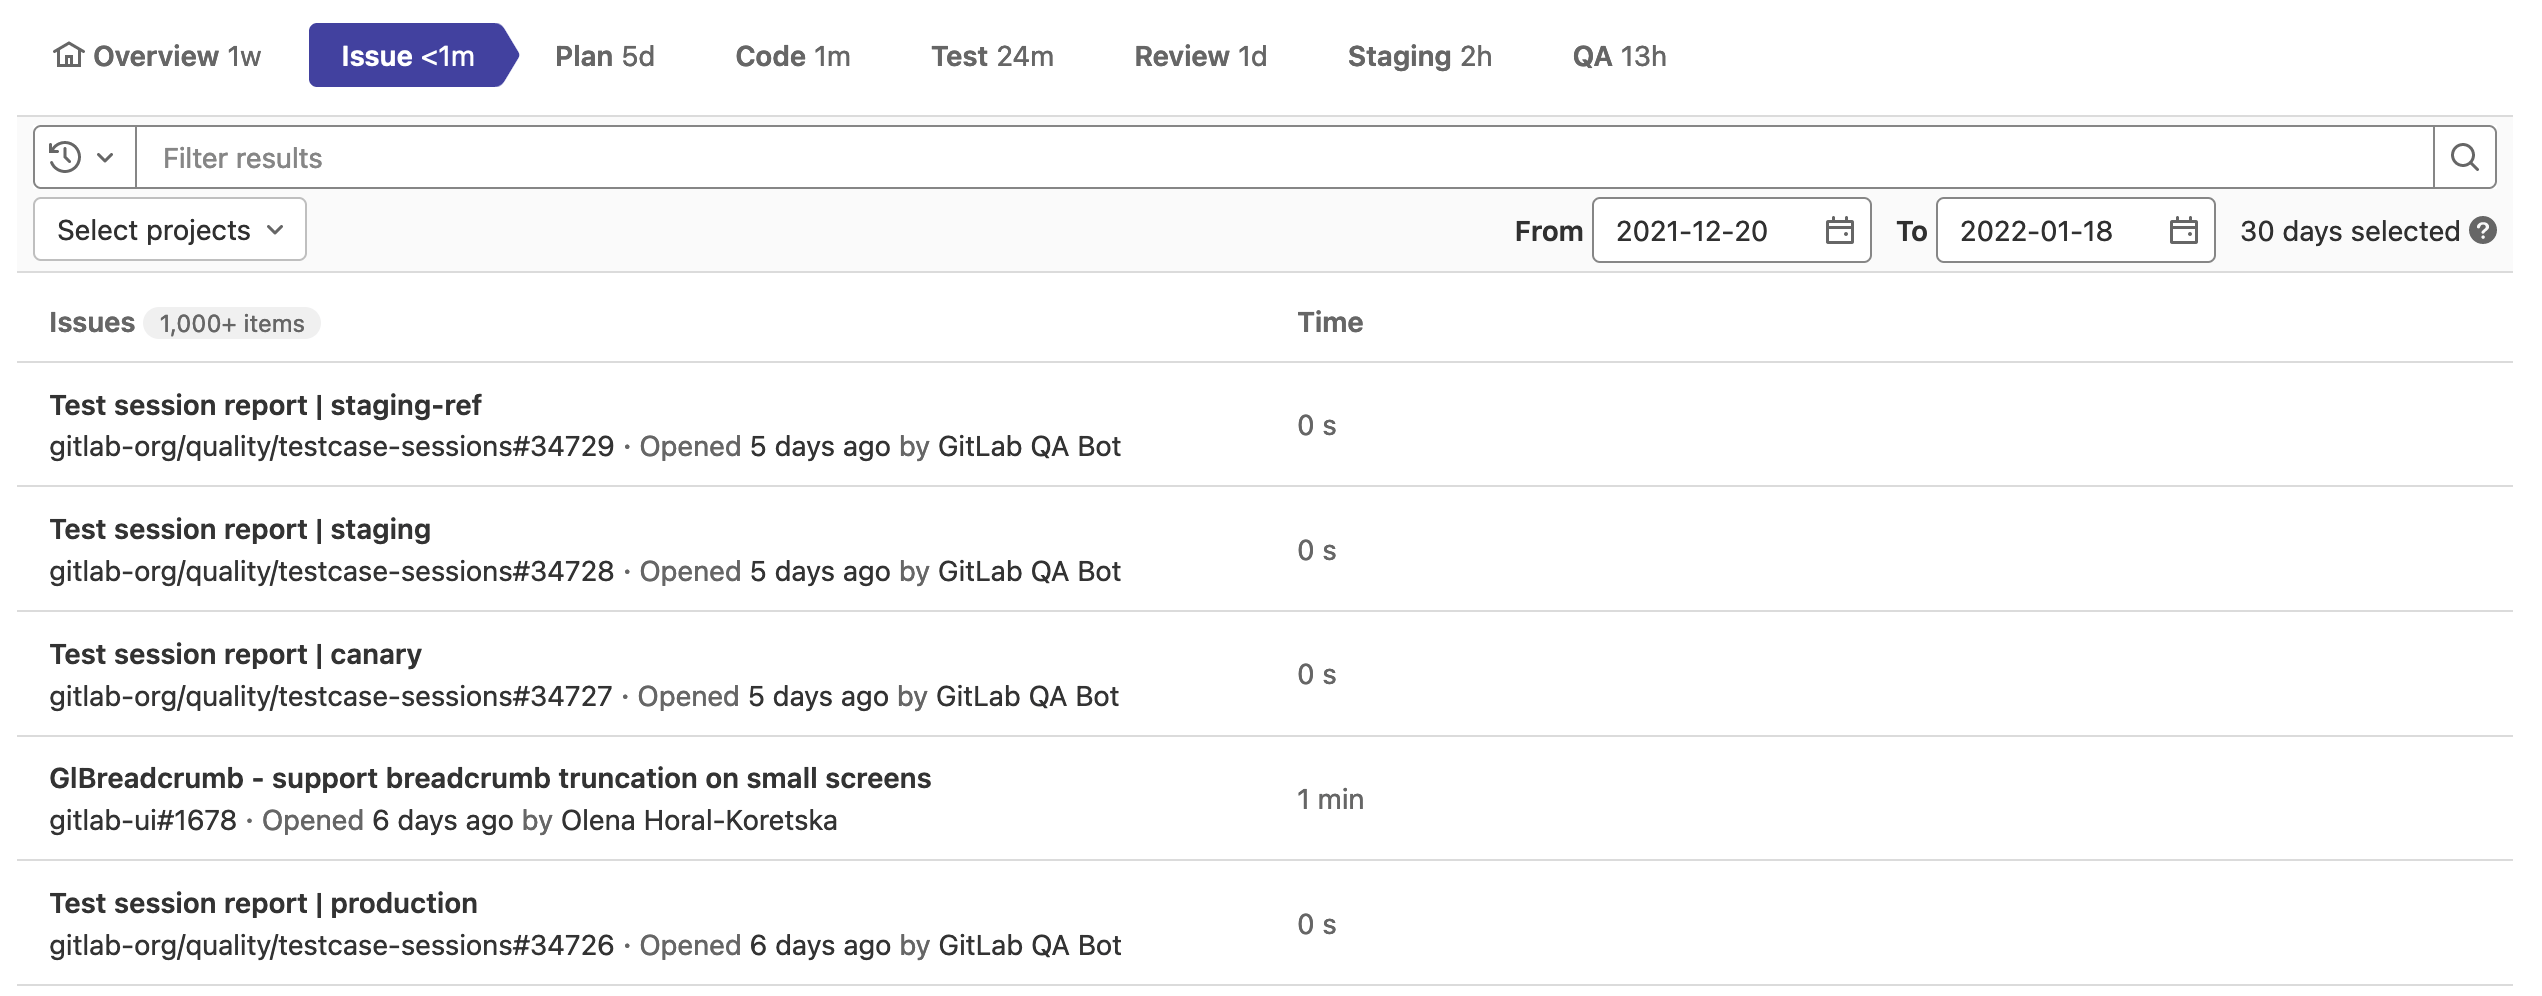 Overview 1w Issue <1m Plan 5d Code 1m Test 24m Review 1d Staging 2h QA 13h
Filter results
Select projects From 2021-12-20 To 2022-01-18 30 days selected ?
Issues 1,000+ items Time
Test session report | staging-ref
gitlab-org/quality/testcase-sessions#34729 · Opened 5 days ago by GitLab QA Bot
0 s
Test session report | staging
gitlab-org/quality/testcase-sessions#34728 · Opened 5 days ago by GitLab QA Bot
0 s
Test session report | canary
gitlab-org/quality/testcase-sessions#34727 · Opened 5 days ago by GitLab QA Bot
0 s
GlBreadcrumb - support breadcrumb truncation on small screens
gitlab-ui#1678 · Opened 6 days ago by Olena Horal-Koretska
1 min
Test session report | production
gitlab-org/quality/testcase-sessions#34726 · Opened 6 days ago by GitLab QA Bot
0 s